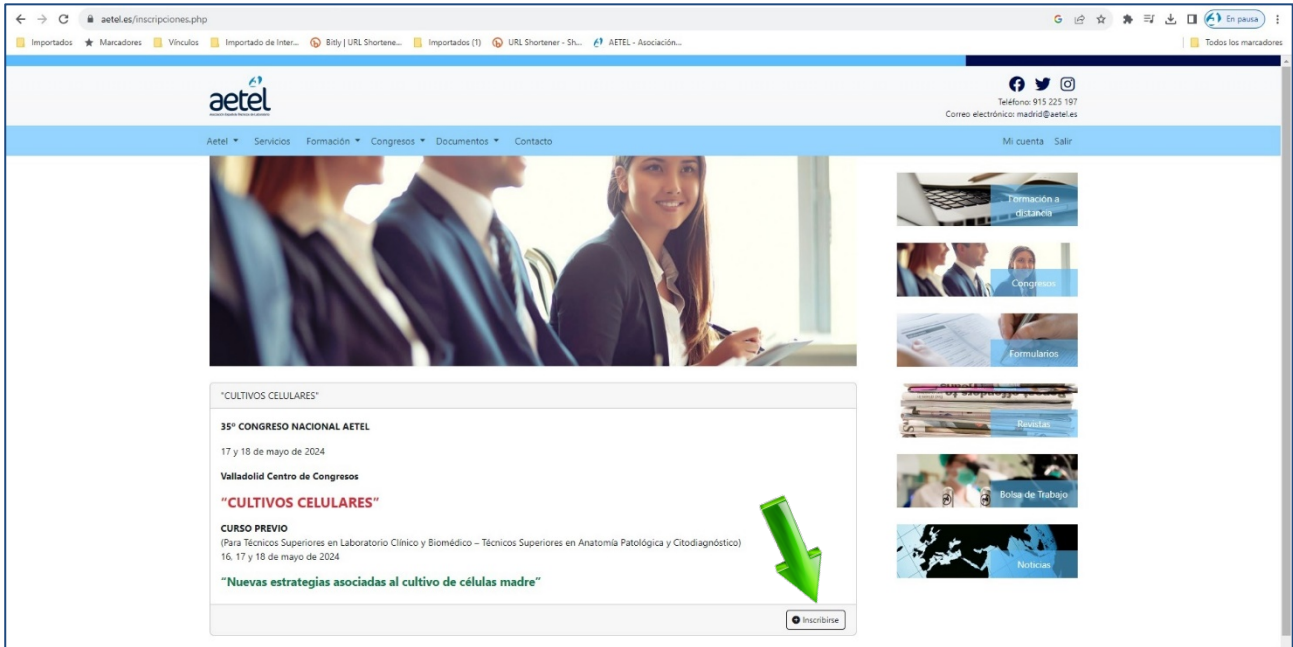 aetel.es/inscripciones.php
En pausa
Importados
Marcadores
Vínculos
Importado de Inter...
Bitly | URL Shortene...
Importados (1)
URL Shortener - Sh...
AETEL - Asociación...
Todos los marcadores
aetel
Teléfono: 915 225 197
Correo electrónico: madrid@aetel.es
Aetel Servicios Formación Congresos Documentos Contacto
Mi cuenta Salir
Formación a
distancia
Congresos
Formularios
Revistas
Bolsa de Trabajo
Noticias
"CULTIVOS CELULARES"
35º CONGRESO NACIONAL AETEL
17 y 18 de mayo de 2024
Valladolid Centro de Congresos
"CULTIVOS CELULARES"
CURSO PREVIO
(Para Técnicos Superiores en Laboratorio Clínico y Biomédico – Técnicos Superiores en Anatomía Patológica y Citodiagnóstico)
16, 17 y 18 de mayo de 2024
"Nuevas estrategias asociadas al cultivo de células madre"
Inscribirse